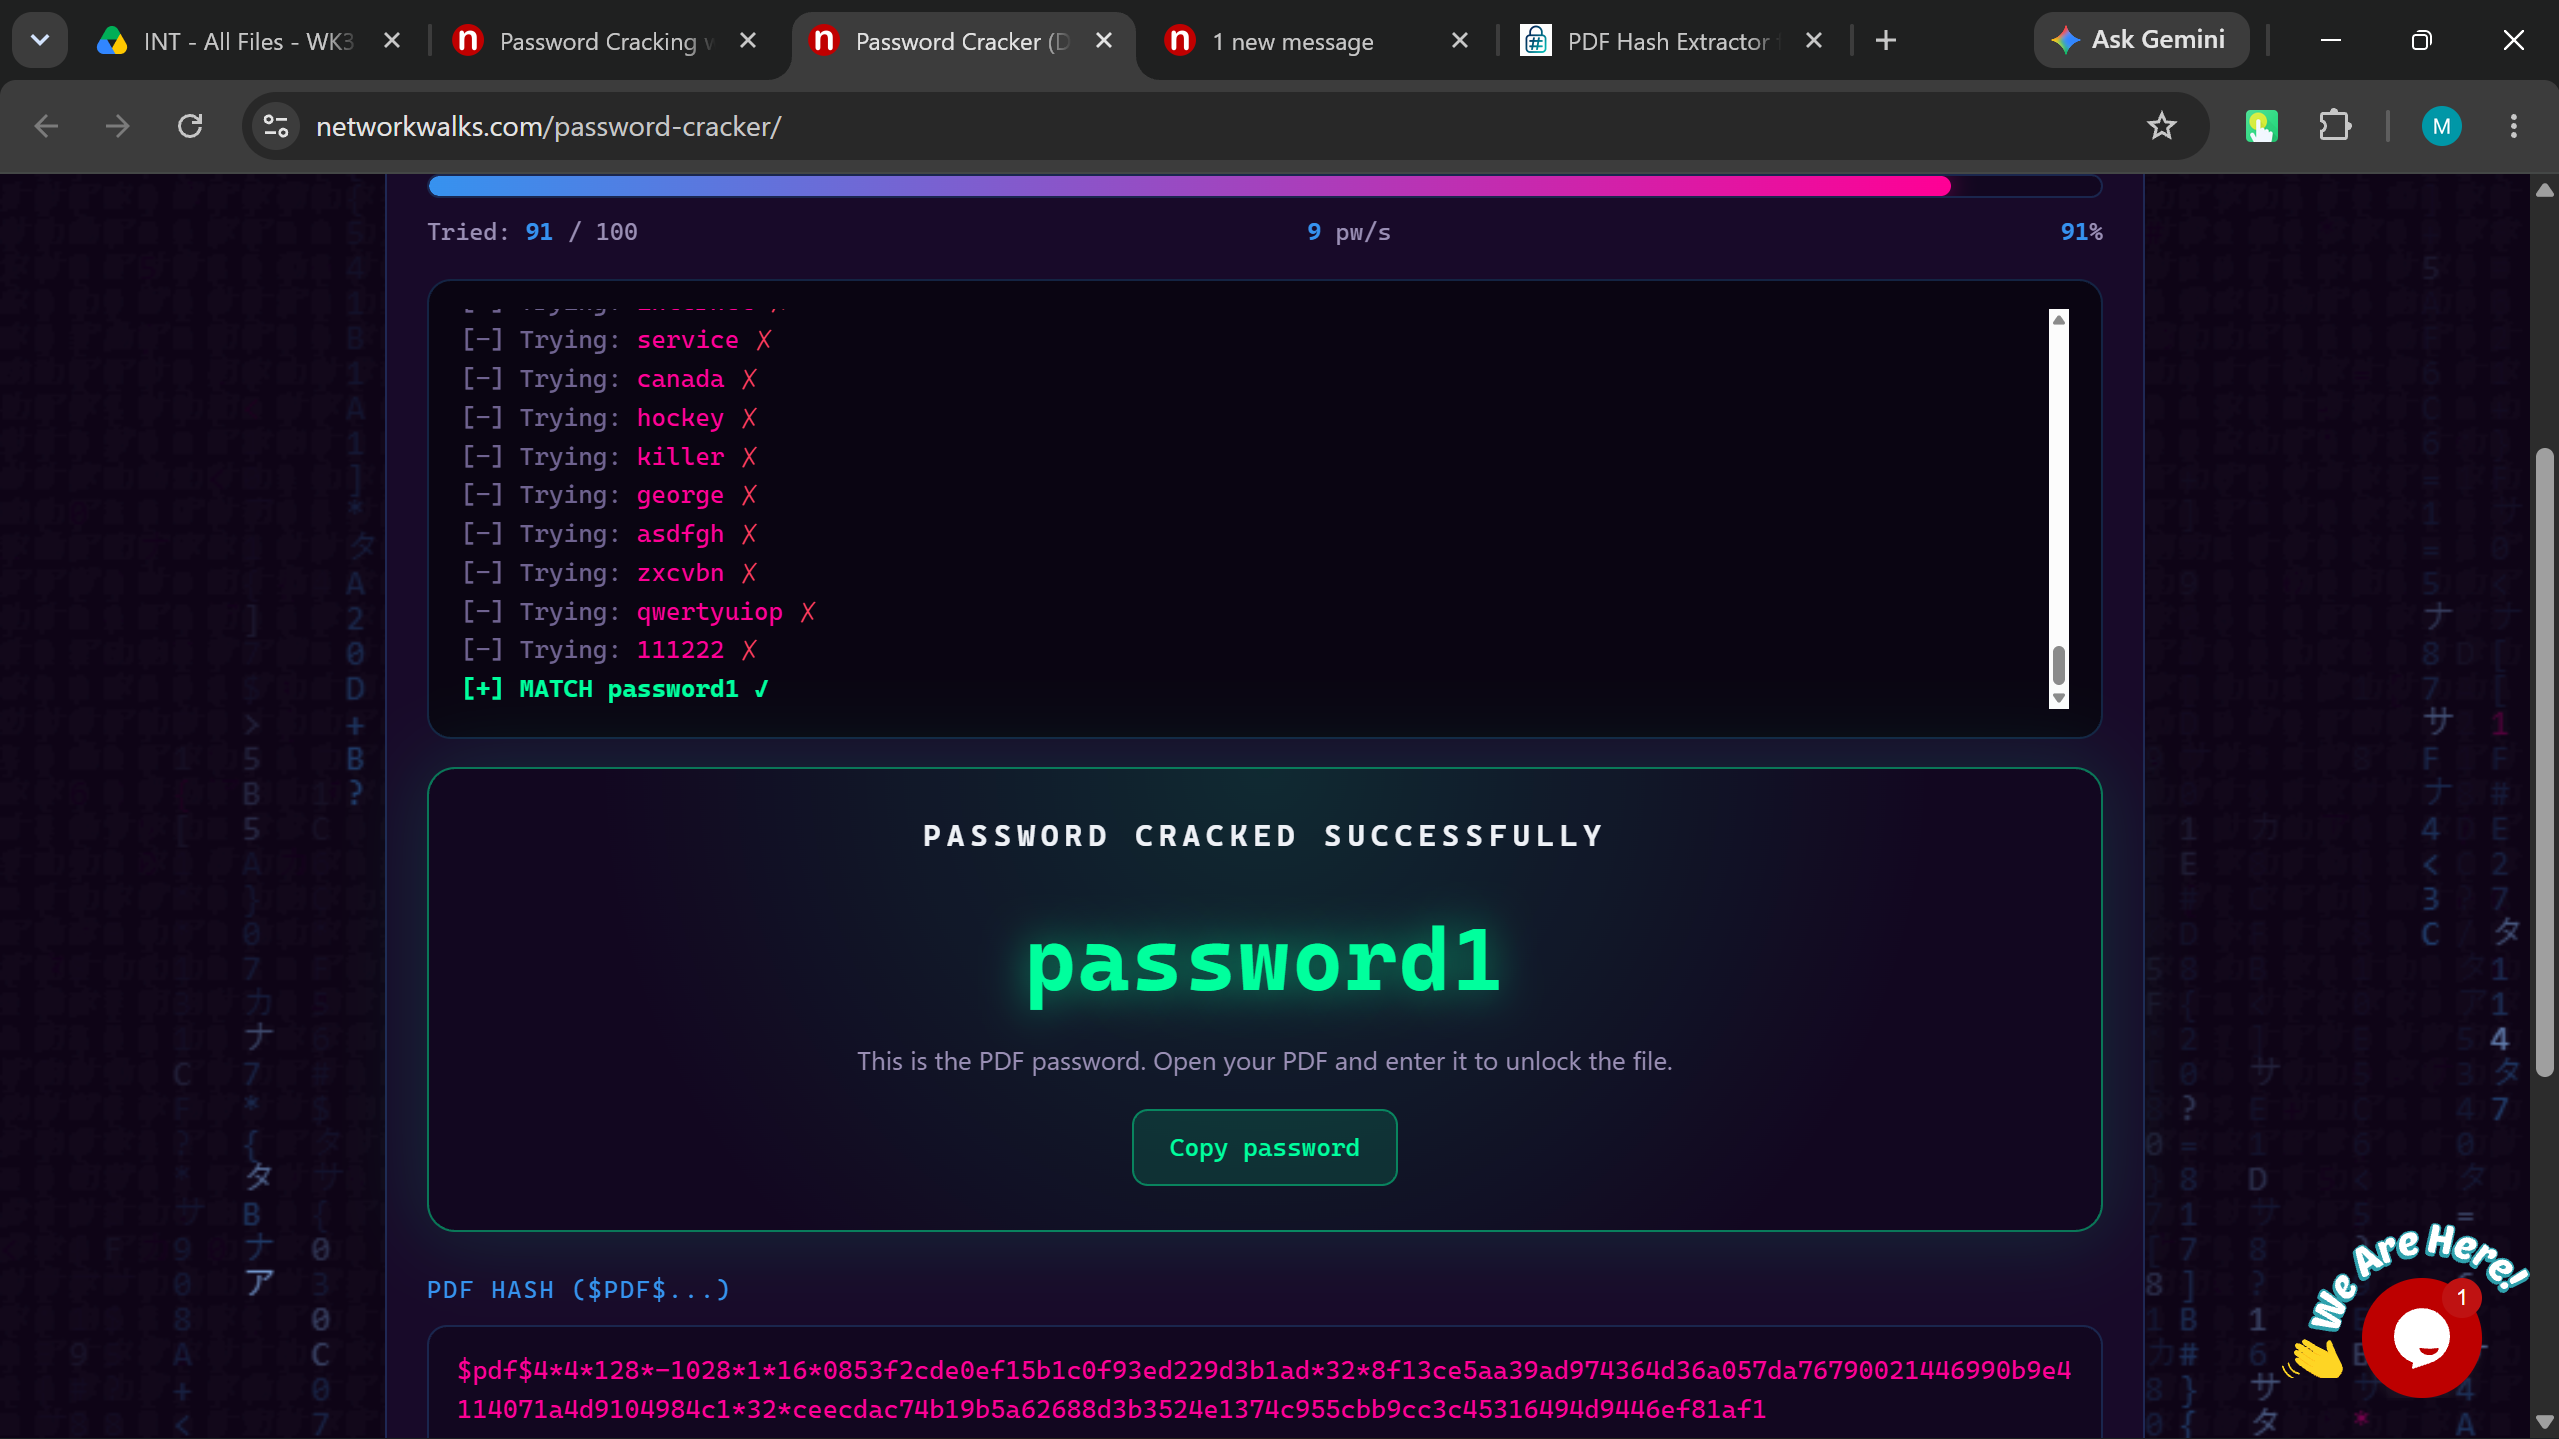 INT - All Files - WK3
Password Cracking
Password Cracker (D
1 new message
PDF Hash Extractor
Ask Gemini
networkwalks.com/password-cracker/
M
Tried: 91 / 100
9 pw/s
91%
[-] Trying: service ✗
[-] Trying: canada ✗
[-] Trying: hockey ✗
[-] Trying: killer ✗
[-] Trying: george ✗
[-] Trying: asdfgh ✗
[-] Trying: zxcvbn ✗
[-] Trying: qwertyuiop ✗
[-] Trying: 111222 ✗
[+] MATCH password1 ✓
PASSWORD CRACKED SUCCESSFULLY
password1
This is the PDF password. Open your PDF and enter it to unlock the file.
Copy password
PDF HASH ($PDF$...)
$pdf$4*4*128*-1028*1*16*0853f2cde0ef15b1c0f93ed229d3b1ad*32*8f13ce5aa39ad974364d36a057da76790021446990b9e4
114071a4d9104984c1*32*ceecdac74b19b5a62688d3b3524e1374c955cbb9cc3c45316494d9446ef81af1
We Are Here!
1